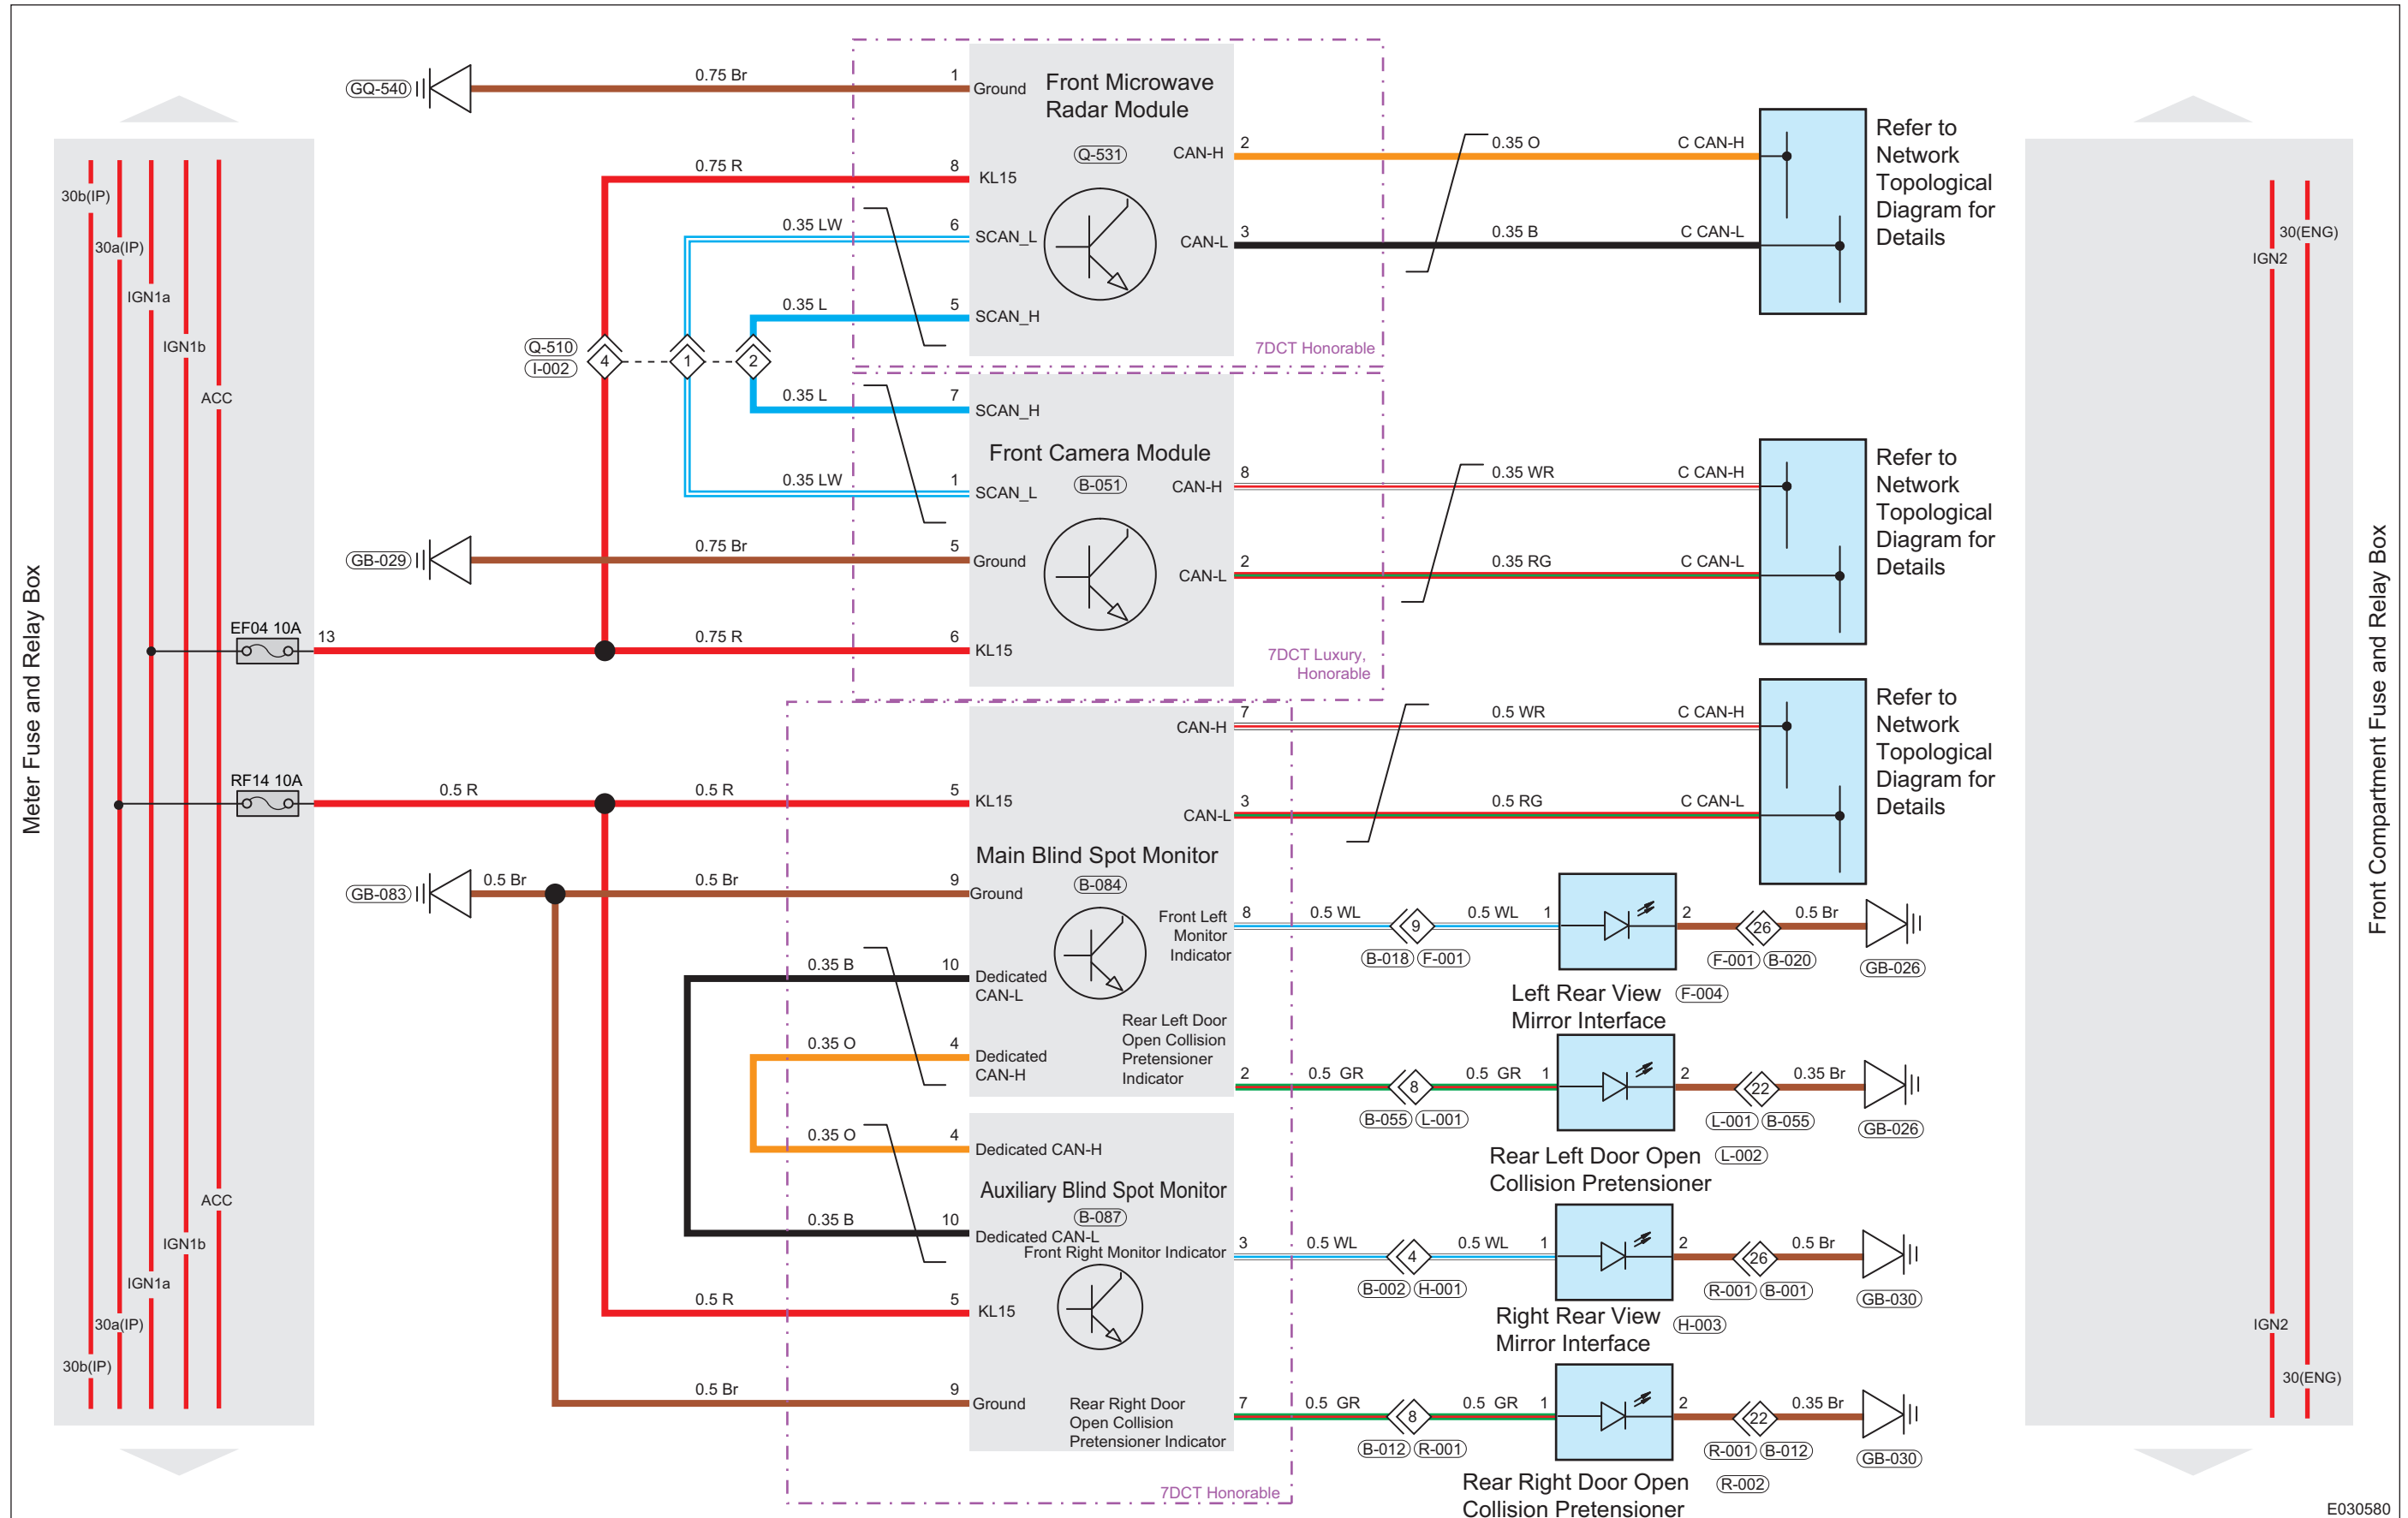 Meter Fuse and Relay Box
30b(IP)
30a(IP)
IGN1a
IGN1b
ACC
EF04 10A
13
RF14 10A
ACC
IGN1b
IGN1a
30a(IP)
30b(IP)
GQ-540
0.75 Br
1
Ground
Front Microwave
Radar Module
Q-531
0.75 R
8
KL15
0.35 LW
6
SCAN_L
0.35 L
5
SCAN_H
CAN-H
2
0.35 O
C CAN-H
CAN-L
3
0.35 B
C CAN-L
Refer to
Network
Topological
Diagram for
Details
7DCT Honorable
Q-510
I-002
4
1
2
0.35 L
7
SCAN_H
Front Camera Module
B-051
0.35 LW
1
SCAN_L
GB-029
0.75 Br
5
Ground
0.75 R
6
KL15
CAN-H
8
0.35 WR
C CAN-H
CAN-L
2
0.35 RG
C CAN-L
Refer to
Network
Topological
Diagram for
Details
7DCT Luxury,
Honorable
CAN-H
7
0.5 WR
C CAN-H
CAN-L
3
0.5 RG
C CAN-L
Refer to
Network
Topological
Diagram for
Details
0.5 R
0.5 R
5
KL15
Main Blind Spot Monitor
B-084
GB-083
0.5 Br
0.5 Br
9
Ground
0.35 B
10
Dedicated
CAN-L
0.35 O
4
Dedicated
CAN-H
Front Left
Monitor
Indicator
8
0.5 WL
9
0.5 WL
1
2
26
0.5 Br
B-018
F-001
F-001
B-020
GB-026
Left Rear View
Mirror Interface
F-004
Rear Left Door
Open Collision
Pretensioner
Indicator
2
0.5 GR
8
0.5 GR
1
2
22
0.35 Br
B-055
L-001
L-001
B-055
GB-026
Rear Left Door Open
Collision Pretensioner
L-002
0.35 O
4
Dedicated CAN-H
Auxiliary Blind Spot Monitor
B-087
0.35 B
10
Dedicated CAN-L
Front Right Monitor Indicator
3
0.5 WL
4
0.5 WL
1
2
26
0.5 Br
B-002
H-001
R-001
B-001
GB-030
Right Rear View
Mirror Interface
H-003
0.5 R
5
KL15
0.5 Br
9
Ground
Rear Right Door
Open Collision
Pretensioner Indicator
7
0.5 GR
8
0.5 GR
1
2
22
0.35 Br
B-012
R-001
R-001
B-012
GB-030
Rear Right Door Open
Collision Pretensioner
R-002
7DCT Honorable
30(ENG)
IGN2
IGN2
30(ENG)
Front Compartment Fuse and Relay Box
E030580